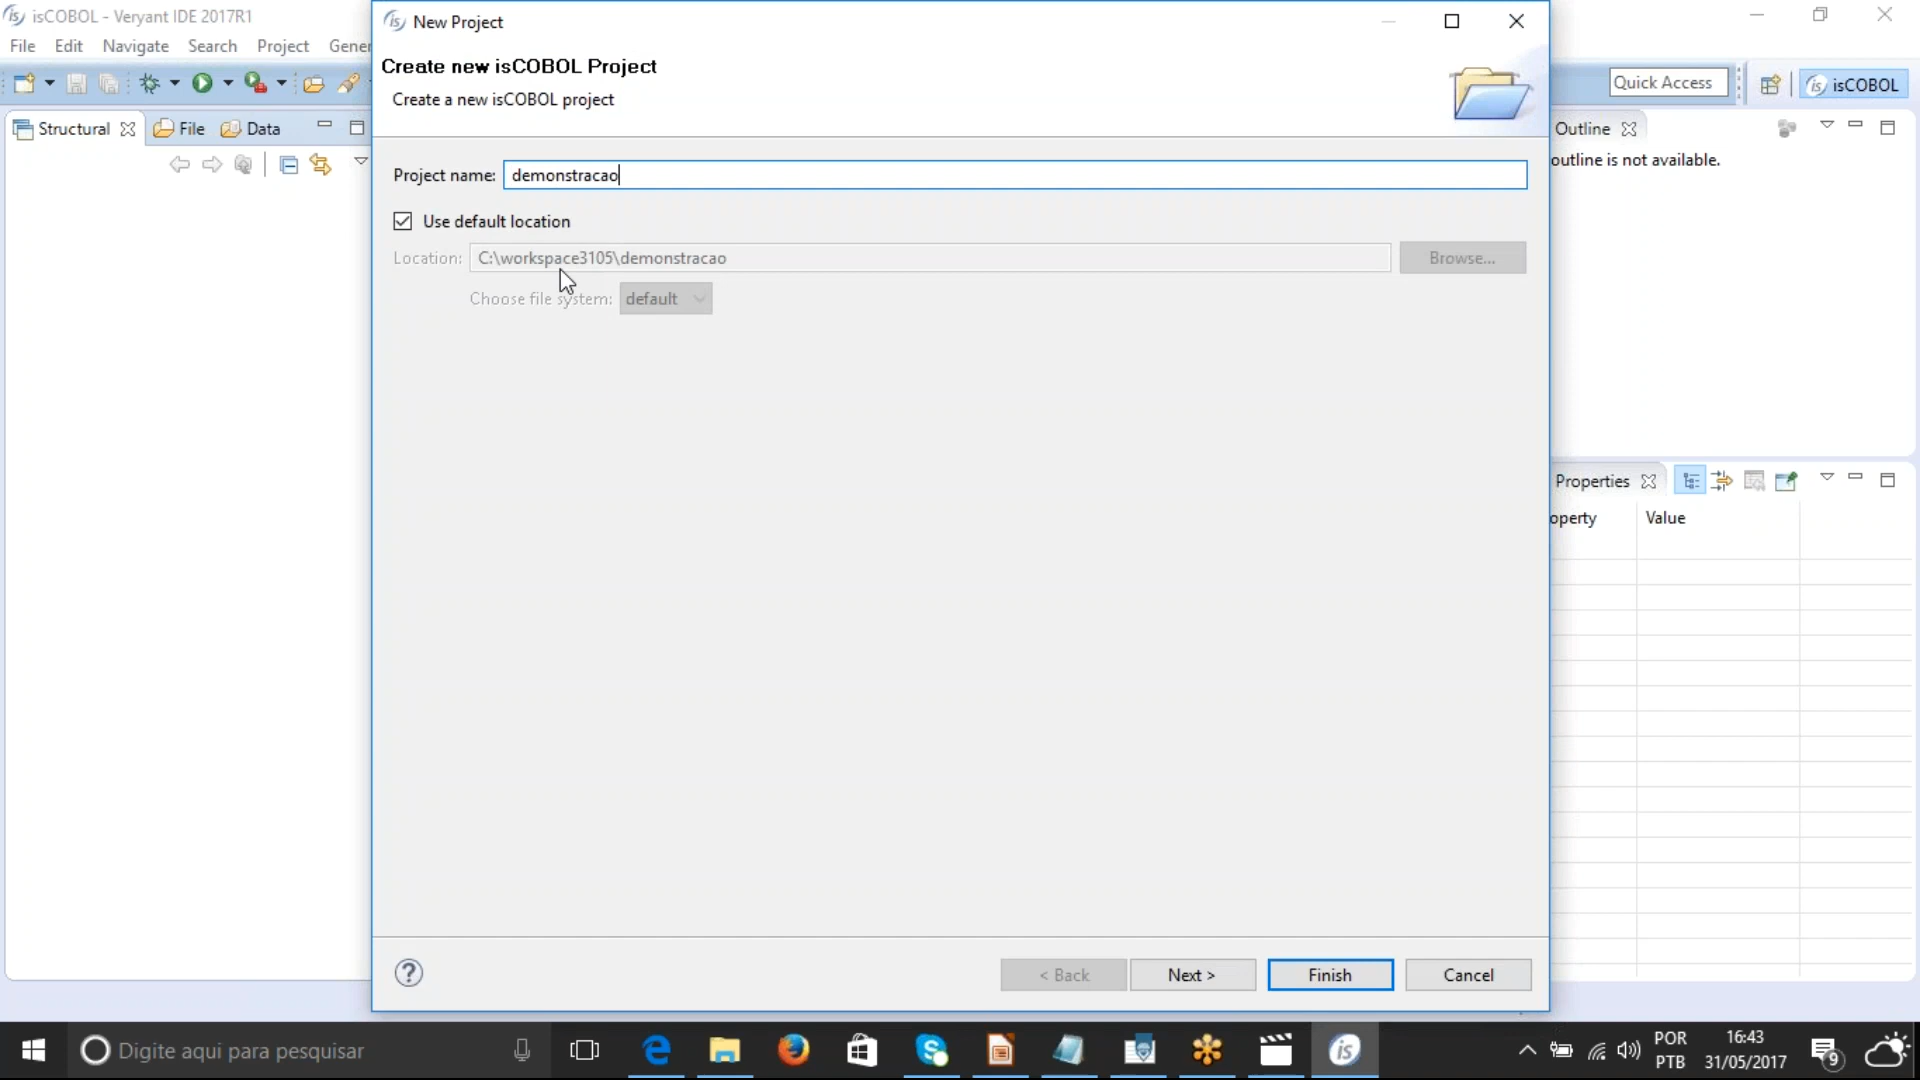 isCOBOL - Veryant IDE 2017R1
New Project
File Edit Navigate Search Project Gener
Create new isCOBOL Project
Create a new isCOBOL project
Quick Access
isCOBOL
Structural
File
Data
Outline
outline is not available.
Project name: demonstracao
Use default location
Location: C:\workspace3105\demonstracao
Browse...
Choose file system: default
Properties
operty Value
< Back
Next >
Finish
Cancel
Digite aqui para pesquisar
POR
PTB
16:43
31/05/2017
9